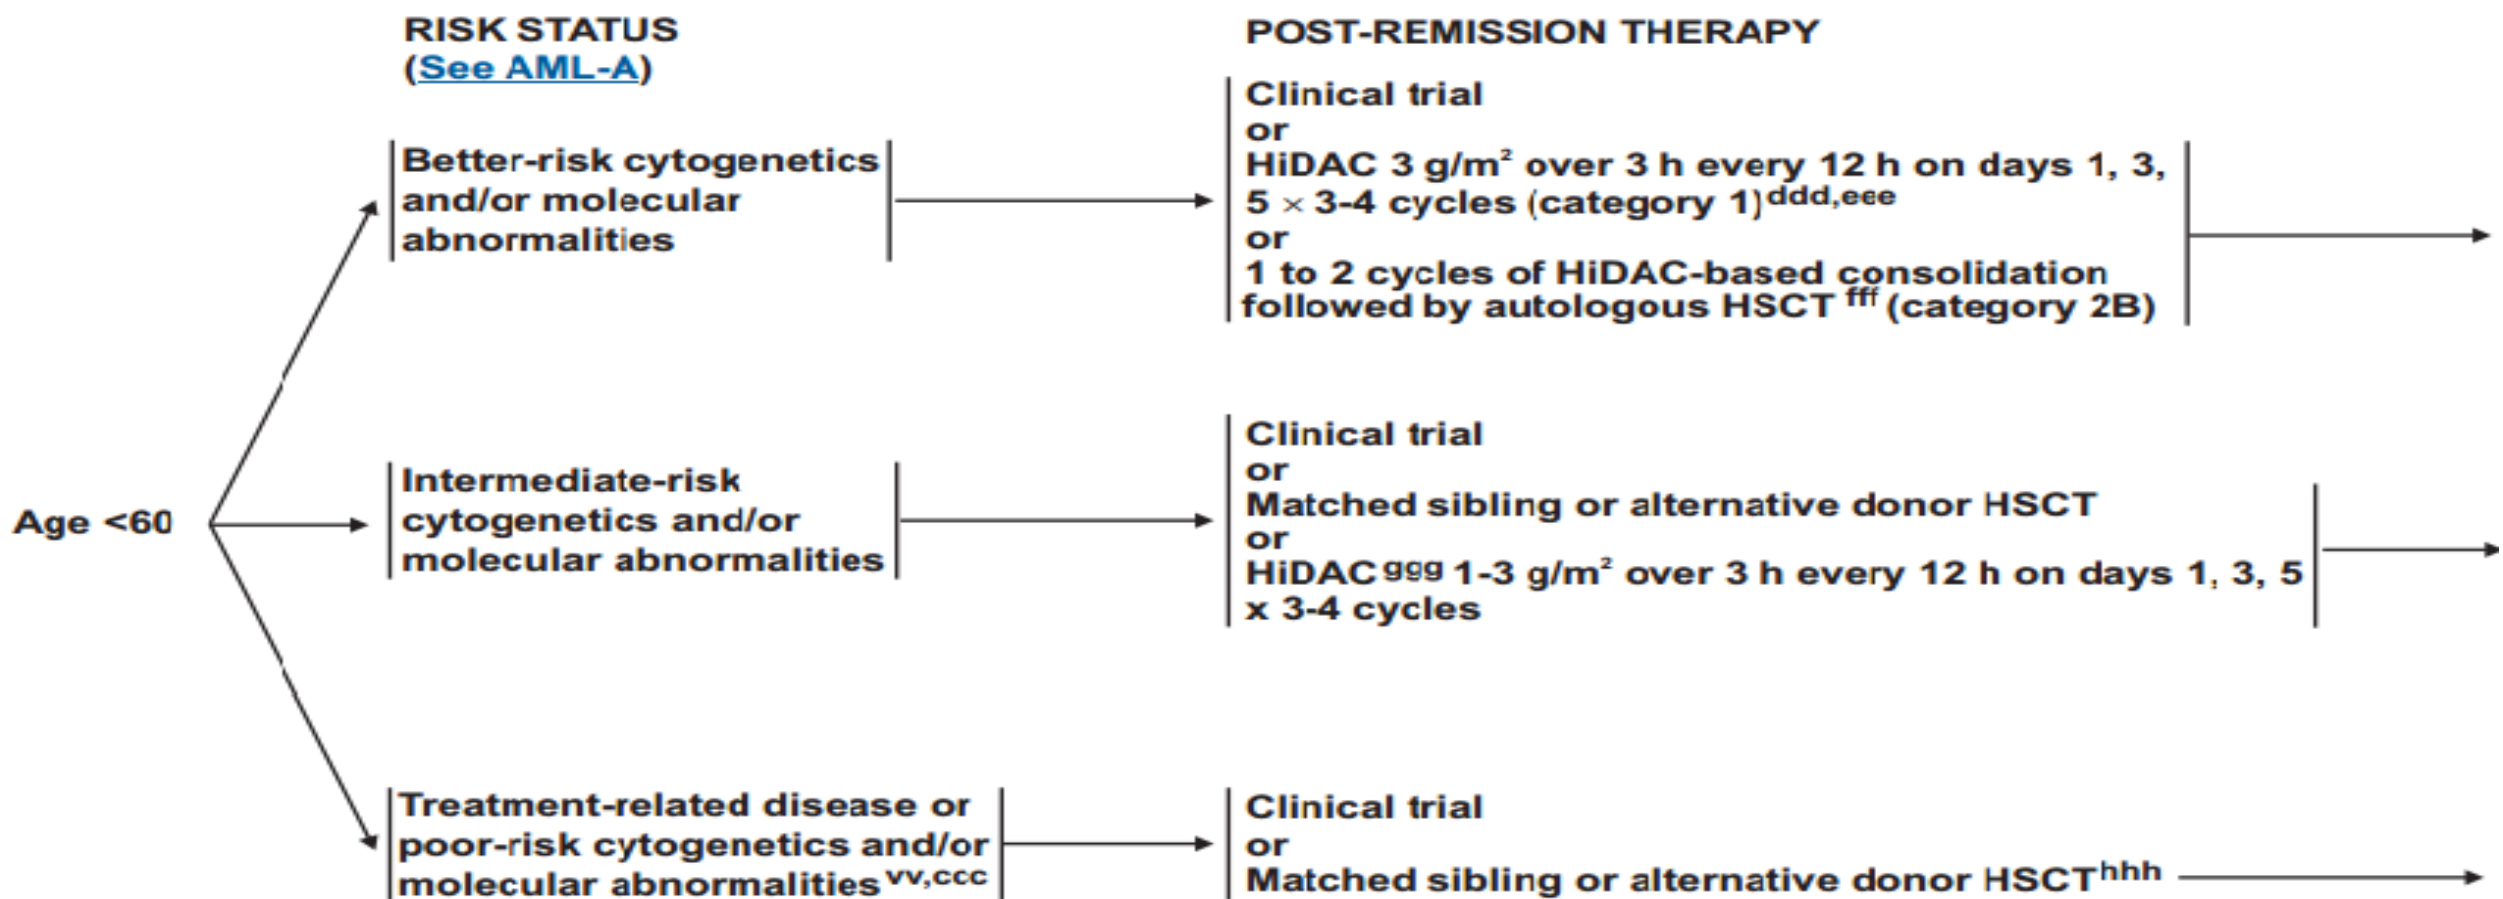 RISK STATUS
(See AML-A)
POST-REMISSION THERAPY
Age <60
Better-risk cytogenetics
and/or molecular
abnormalities
Clinical trial
or
HiDAC 3 g/m² over 3 h every 12 h on days 1, 3,
5 × 3-4 cycles (category 1)ddd,eee
or
1 to 2 cycles of HiDAC-based consolidation
followed by autologous HSCT fff (category 2B)
Intermediate-risk
cytogenetics and/or
molecular abnormalities
Clinical trial
or
Matched sibling or alternative donor HSCT
or
HiDACggg 1-3 g/m² over 3 h every 12 h on days 1, 3, 5
x 3-4 cycles
Treatment-related disease or
poor-risk cytogenetics and/or
molecular abnormalities vv,ccc
Clinical trial
or
Matched sibling or alternative donor HSCThhh